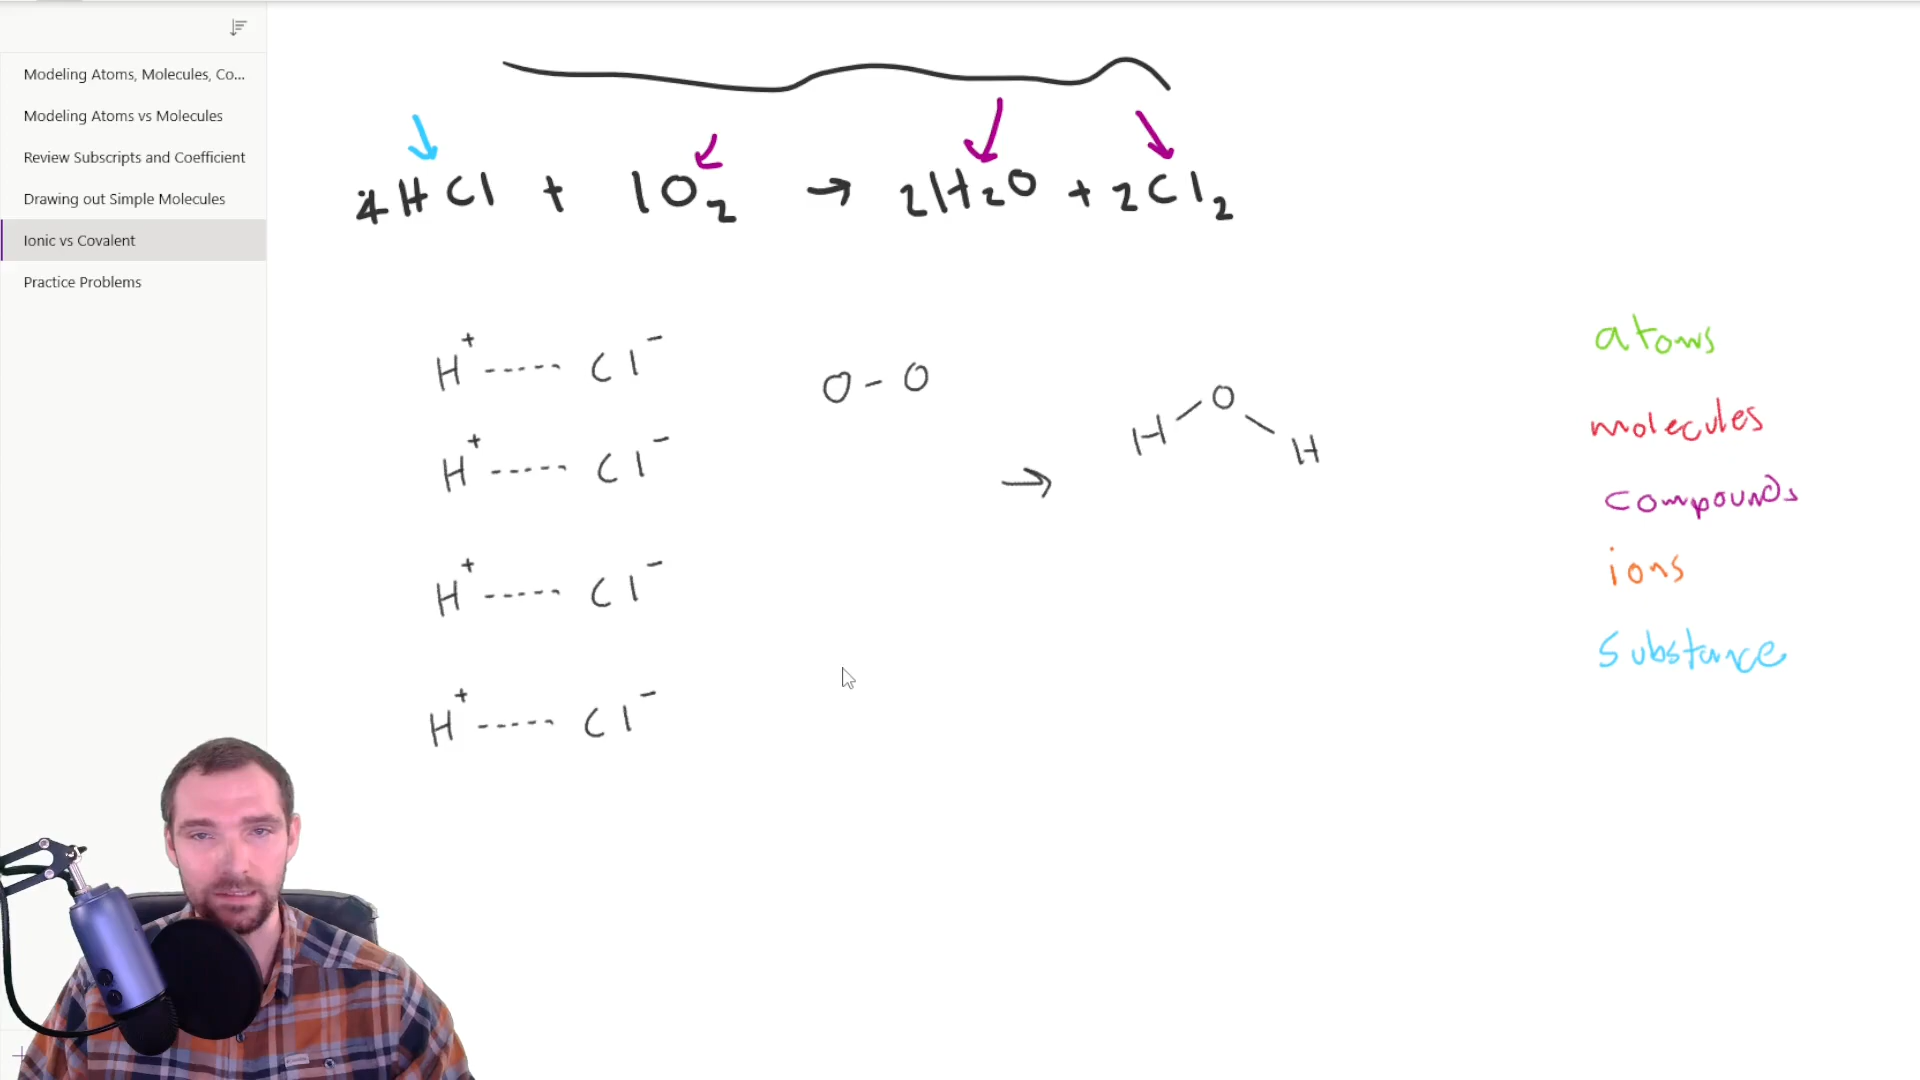 Modeling Atoms, Molecules, Co...
Modeling Atoms vs Molecules
Review Subscripts and Coefficient
Drawing out Simple Molecules
Ionic vs Covalent
Practice Problems
4HCl + 1O₂ → 2H₂O + 2Cl₂
H⁺ ----- Cl⁻
H⁺ ----- Cl⁻
H⁺ ----- Cl⁻
H⁺ ----- Cl⁻
O - O
→
O
H H
atoms
molecules
compounds
ions
Substance